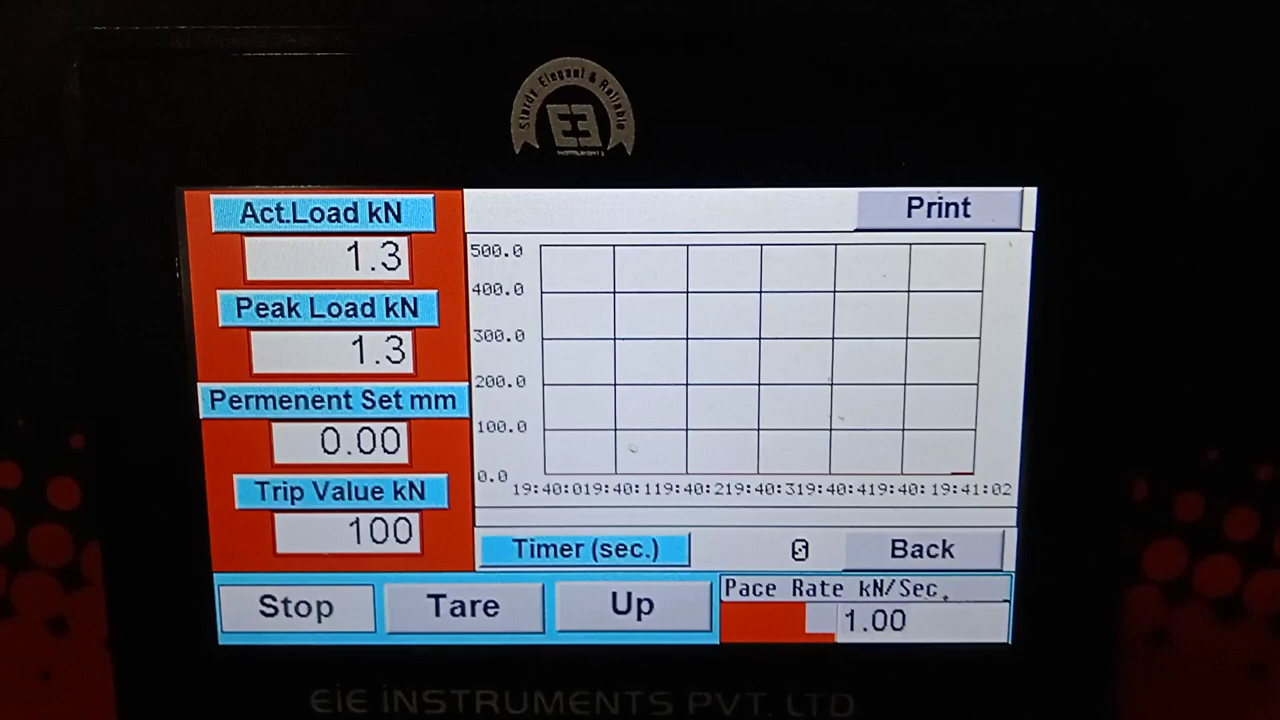 Sturdy, Elegant & Reliable
INSTRUMENTS
Act.Load kN
1.3
Peak Load kN
1.3
Permenent Set mm
0.00
Trip Value kN
100
Print
500.0
400.0
300.0
200.0
100.0
0.0
19:40:019:40:119:40:219:40:319:40:419:40: 19:41:02
Timer (sec.)
Back
Stop
Tare
Up
Pace Rate kN/Sec.
1.00
EIE INSTRUMENTS PVT. LTD.